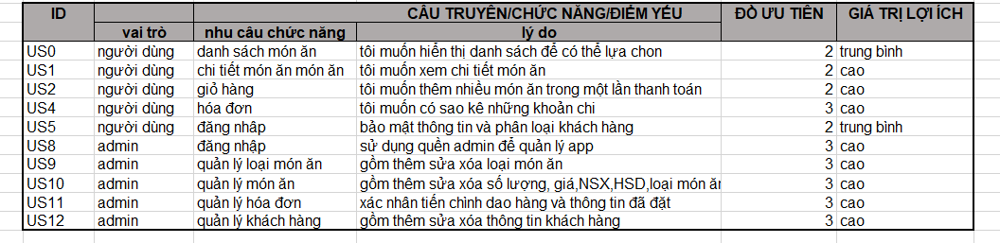 ID CÂU TRUYÊN/CHỨC NĂNG/ĐIỂM YẾU ĐỒ ƯU TIÊN GIÁ TRỊ LỢI ÍCH
vai trò nhu câu chức năng lý do
US0 người dùng danh sách món ăn tôi muốn hiển thị danh sách để có thể lựa chon 2 trung bình
US1 người dùng chi tiết món ăn món ăn tôi muốn xem chi tiết món ăn 2 cao
US2 người dùng giỏ hàng tôi muốn thêm nhiều món ăn trong một lần thanh toán 2 cao
US4 người dùng hóa đơn tôi muốn có sao kê những khoản chi 3 cao
US5 người dùng đăng nhâp bảo mật thông tin và phân loại khách hàng 2 trung bình
US8 admin đăng nhập sử dụng quền admin để quản lý app 3 cao
US9 admin quản lý loại món ăn gồm thêm sửa xóa loại món ăn 3 cao
US10 admin quản lý món ăn gồm thêm sửa xóa số lượng, giá,NSX,HSD,loại món ăn 3 cao
US11 admin quản lý hóa đơn xác nhân tiến chình dao hàng và thông tin đã đặt 3 cao
US12 admin quản lý khách hàng gồm thêm sửa xóa thông tin khách hàng 3 cao